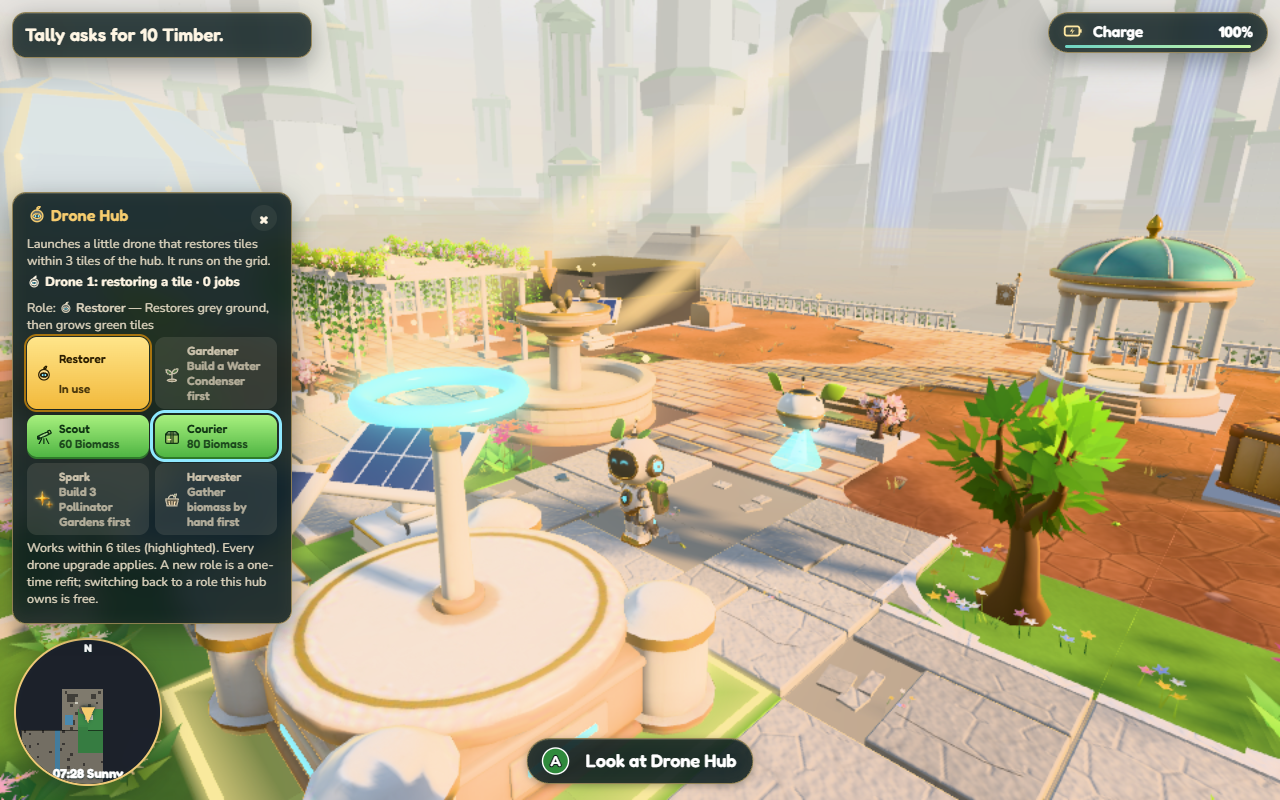 Tally asks for 10 Timber.
Charge 100%
Drone Hub
Launches a little drone that restores tiles
within 3 tiles of the hub. It runs on the grid.
Drone 1: restoring a tile · 0 jobs
Role: Restorer — Restores grey ground,
then grows green tiles
Restorer
In use
Gardener
Build a Water
Condenser
first
Scout
60 Biomass
Courier
80 Biomass
Spark
Build 3
Pollinator
Gardens first
Harvester
Gather
biomass by
hand first
Works within 6 tiles (highlighted). Every
drone upgrade applies. A new role is a one-
time refit; switching back to a role this hub
owns is free.
N
07:28 Sunny
A Look at Drone Hub